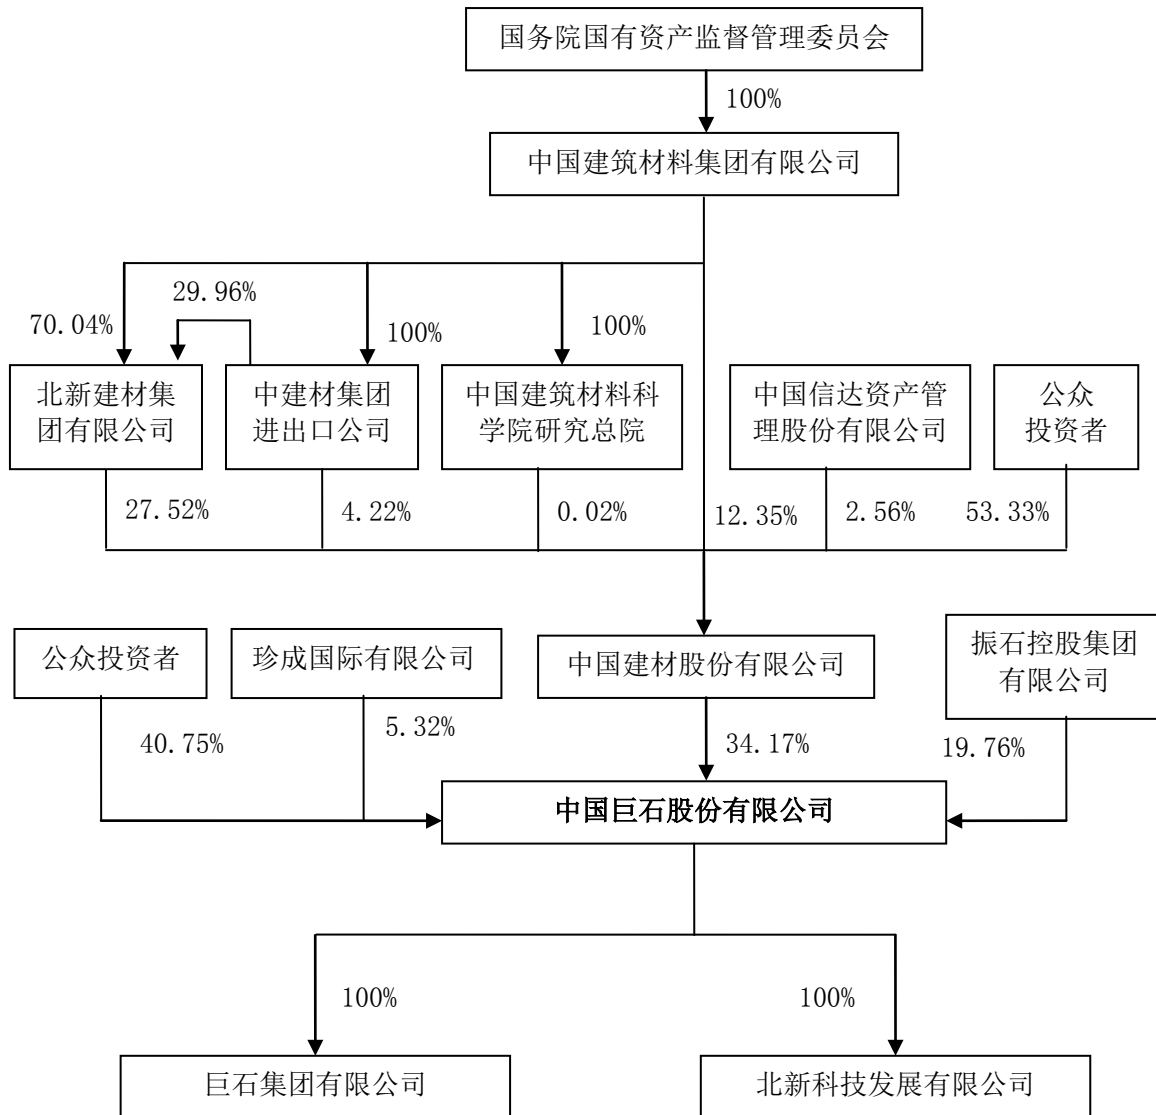 国务院国有资产监督管理委员会
100%
中国建筑材料集团有限公司
29.96%
70.04%
100%
100%
北新建材集
团有限公司
中建材集团
进出口公司
中国建筑材料科
学院研究总院
中国信达资产管
理股份有限公司
公众
投资者
27.52%
4.22%
0.02%
12.35%
2.56%
53.33%
公众投资者
珍成国际有限公司
中国建材股份有限公司
振石控股集团
有限公司
40.75%
5.32%
34.17%
19.76%
中国巨石股份有限公司
100%
100%
巨石集团有限公司
北新科技发展有限公司